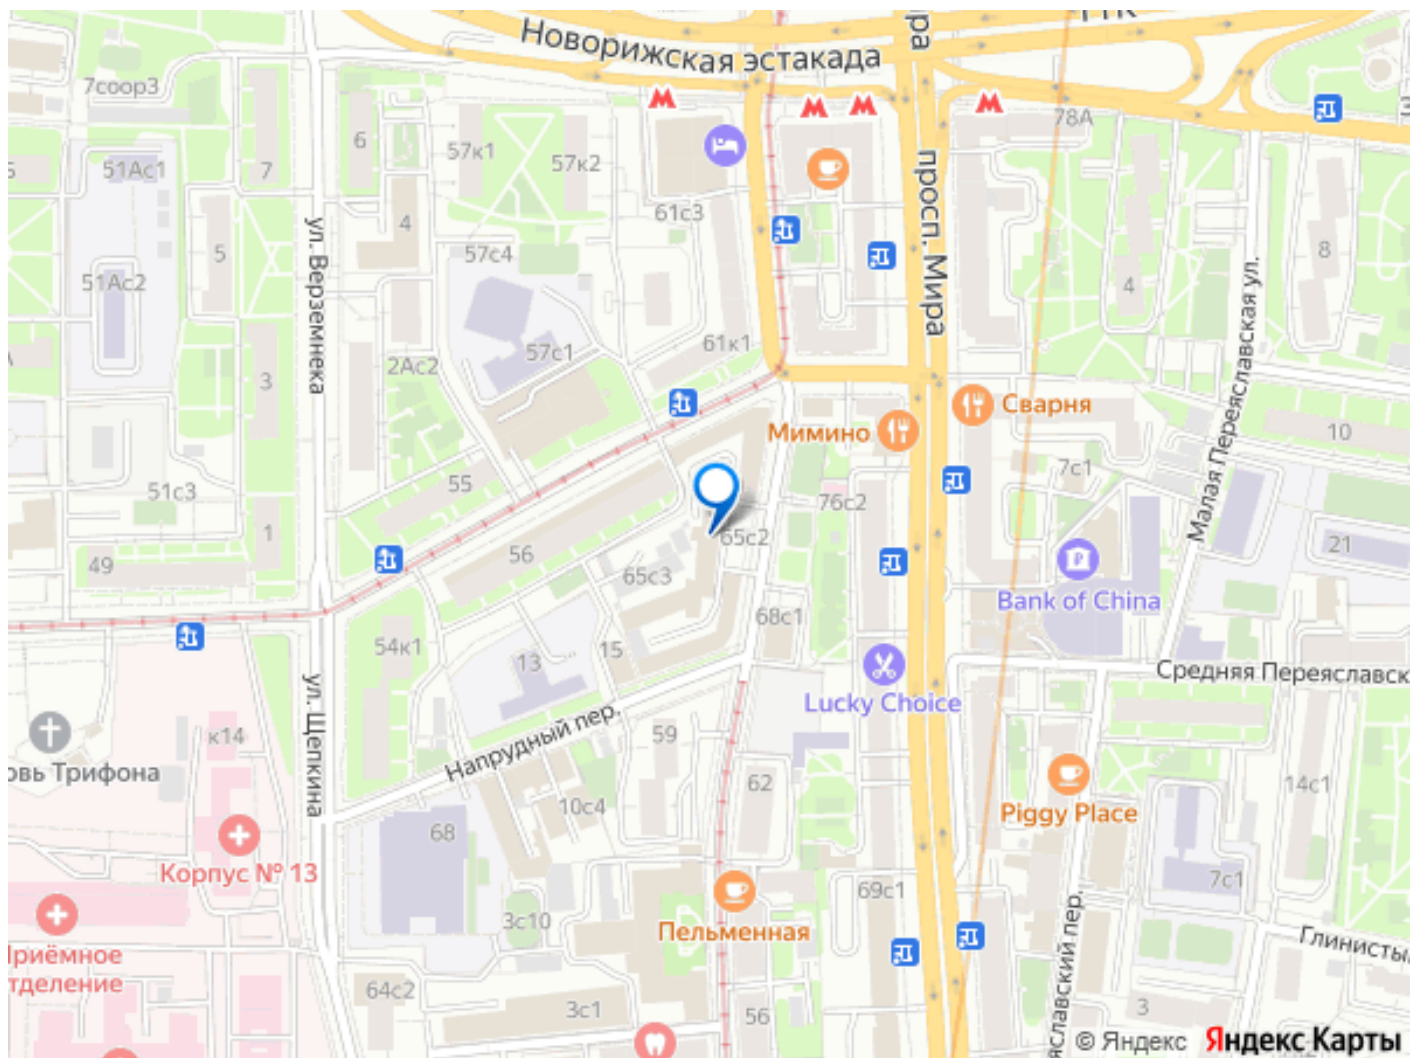 Новорижская эстакада
7соор3
6
57к1
57к2
78А
51Ас1
7
5
4
61с3
57с4
8
ул. Верземнека
просп. Мира
51Ас2
4
Малая Переяславская ул.
57с1
61к1
3
2Ас2
Сварня
Мимино
10
7с1
55
51с3
76с2
1
65с2
56
21
49
65с3
Bank of China
68с1
54к1
15
13
Средняя Переяславск
ул. Щепкина
Lucky Choice
Напрудный пер.
к14
59
овь Трифона
62
14с1
10с4
Piggy Place
68
Корпус № 13
7с1
69с1
3с10
Пельменная
Глинистый
риёмное
тделение
64с2
3с1
56
3
яславский пер.
© Яндекс Яндекс Карты